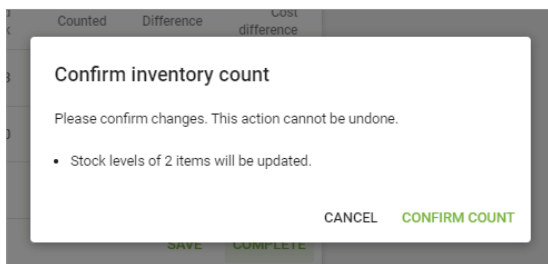 Counted Difference Cost
difference
Confirm inventory count
Please confirm changes. This action cannot be undone.
• Stock levels of 2 items will be updated.
CANCEL CONFIRM COUNT
SAVE COMPLETE